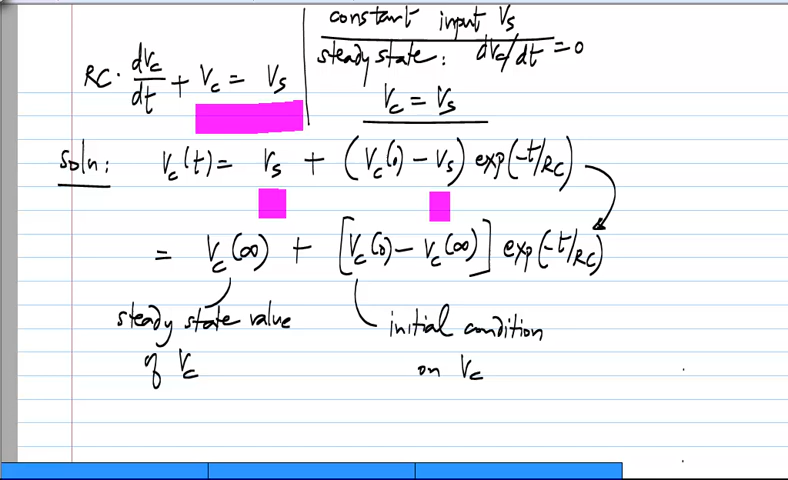 constant input Vs
steady state: dVc/dt = 0
RC · dVc/dt + Vc = Vs
Vc = Vs
Soln: Vc(t) = Vs + (Vc(0) − Vs) exp(−t/RC)
= Vc(∞) + [Vc(0) − Vc(∞)] exp(−t/RC)
steady state value
of Vc
initial condition
on Vc